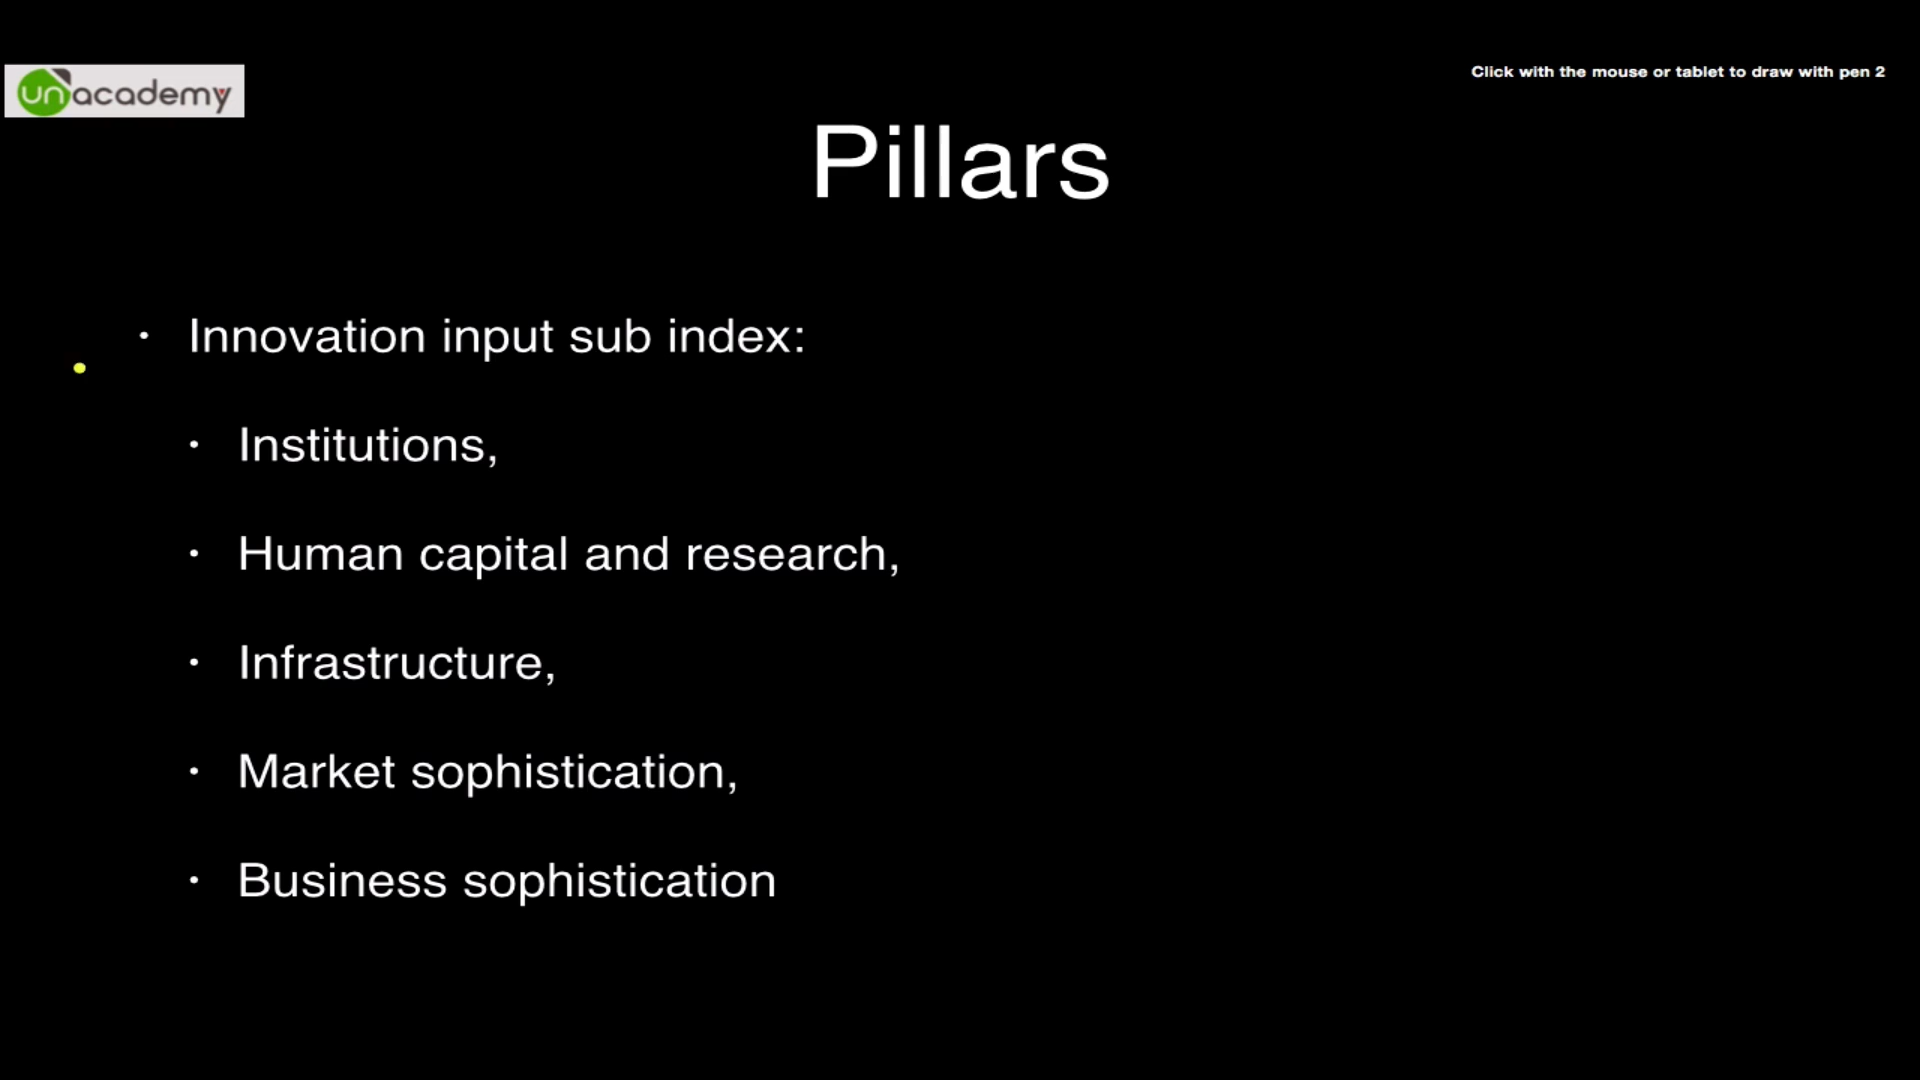 unacademy
Click with the mouse or tablet to draw with pen 2
Pillars
• Innovation input sub index:
• Institutions,
• Human capital and research,
• Infrastructure,
• Market sophistication,
• Business sophistication